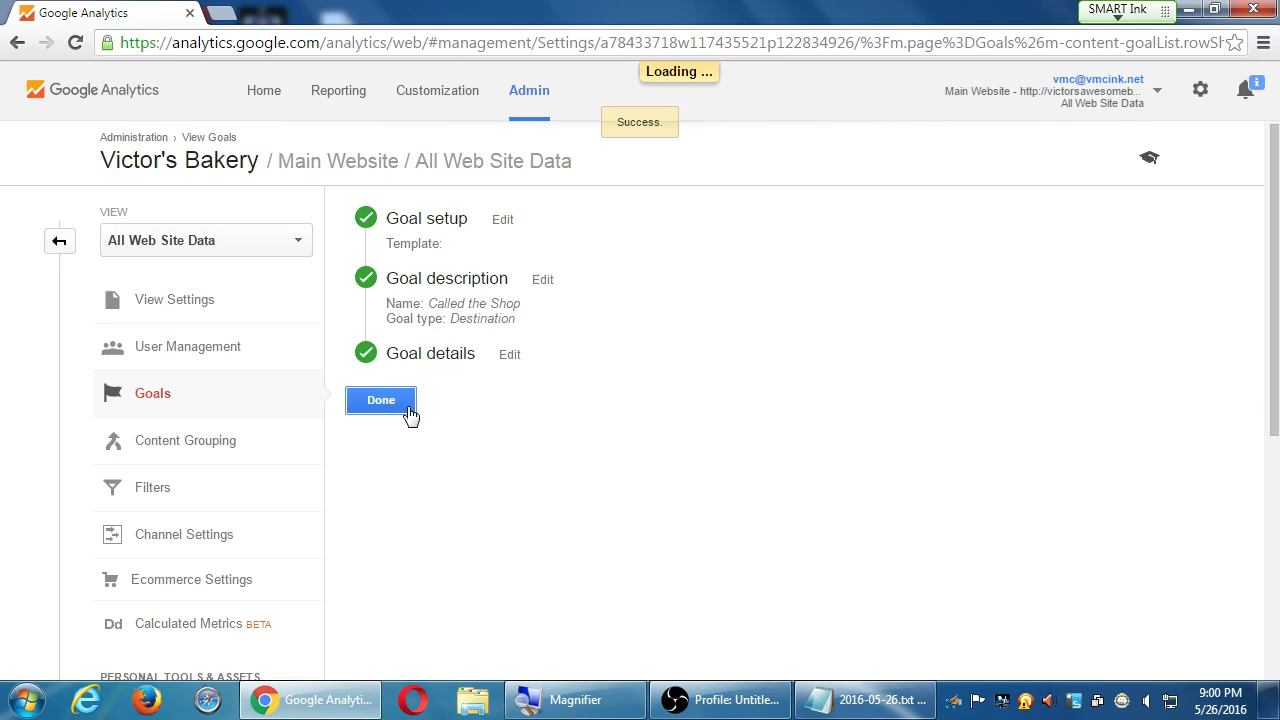 Google Analytics
SMART Ink
https://analytics.google.com/analytics/web/#management/Settings/a78433718w117435521p122834926/%3Fm.page%3DGoals%26m-content-goalList.rowSh
Loading ...
Google Analytics
Home
Reporting
Customization
Admin
vmc@vmcink.net
Main Website - http://victorsawesomeb...
All Web Site Data
Success.
Administration › View Goals
Victor's Bakery / Main Website / All Web Site Data
VIEW
All Web Site Data
View Settings
User Management
Goals
Content Grouping
Filters
Channel Settings
Ecommerce Settings
Dd Calculated Metrics BETA
PERSONAL TOOLS & ASSETS
Goal setup Edit
Template:
Goal description Edit
Name: Called the Shop
Goal type: Destination
Goal details Edit
Done
Google Analyti...
Magnifier
Profile: Untitle...
2016-05-26.txt ...
9:00 PM
5/26/2016